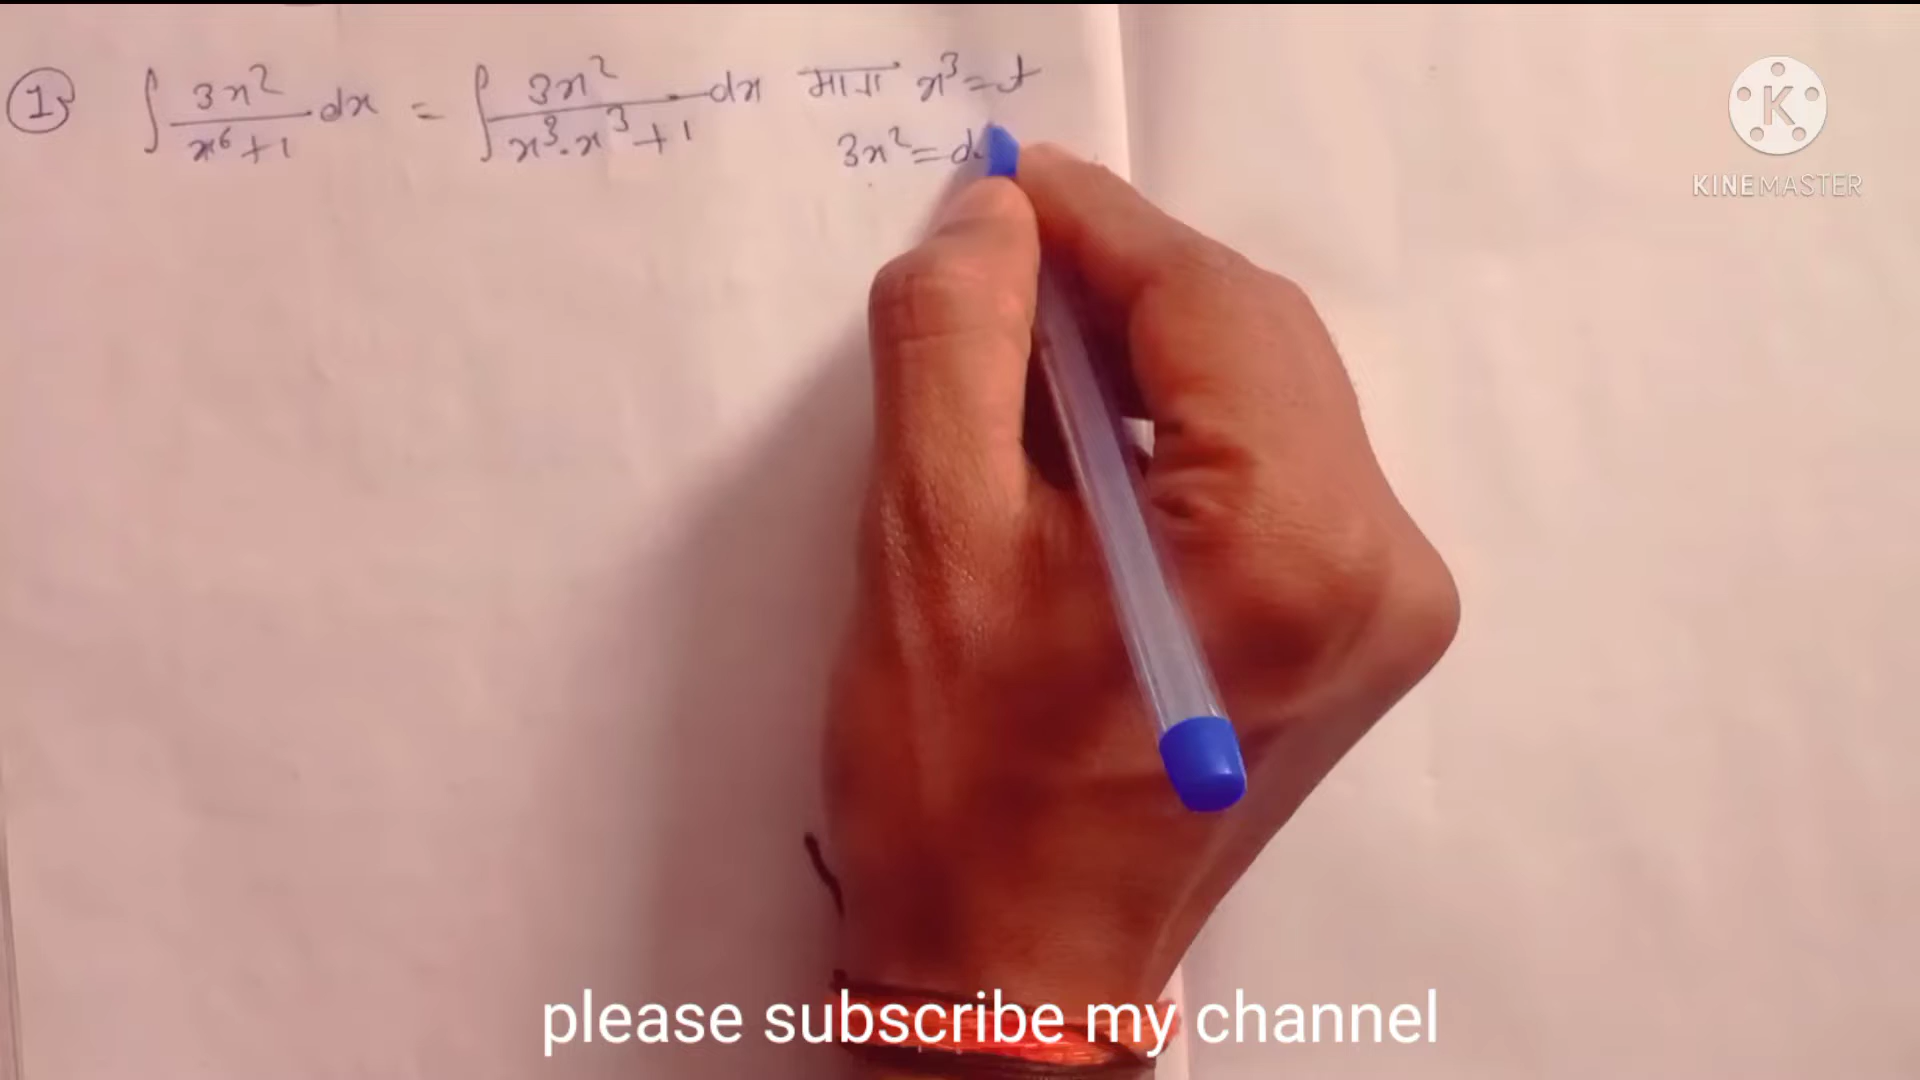 ① ∫ 3x²/(x⁶+1) dx = ∫ 3x²/(x³·x³+1) dx माना x³=t
3x²=d
K
KINEMASTER
please subscribe my channel